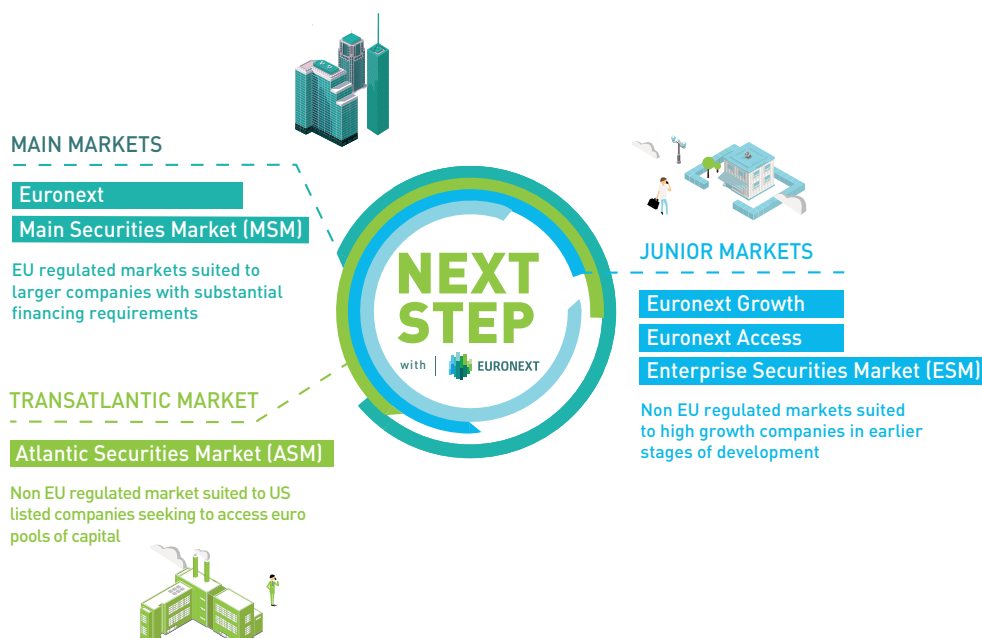 MAIN MARKETS
Euronext
Main Securities Market (MSM)
EU regulated markets suited to
larger companies with substantial
financing requirements
NEXT
STEP
with | EURONEXT
JUNIOR MARKETS
Euronext Growth
Euronext Access
Enterprise Securities Market (ESM)
Non EU regulated markets suited
to high growth companies in earlier
stages of development
TRANSATLANTIC MARKET
Atlantic Securities Market (ASM)
Non EU regulated market suited to US
listed companies seeking to access euro
pools of capital